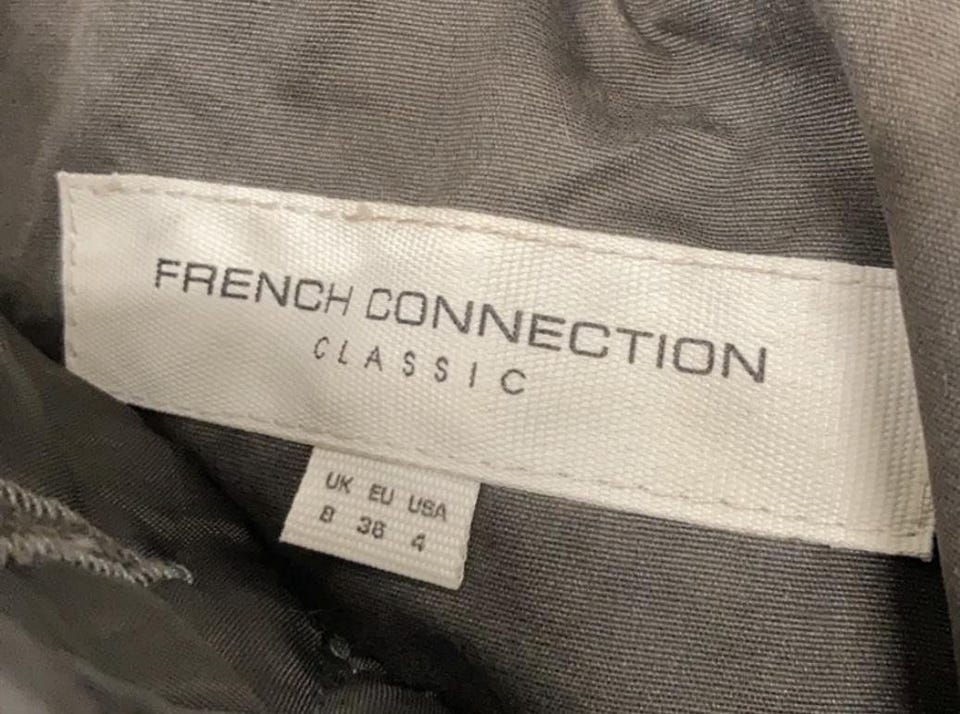 FRENCH CONNECTION
CLASSIC
UK EU USA
8 36 4